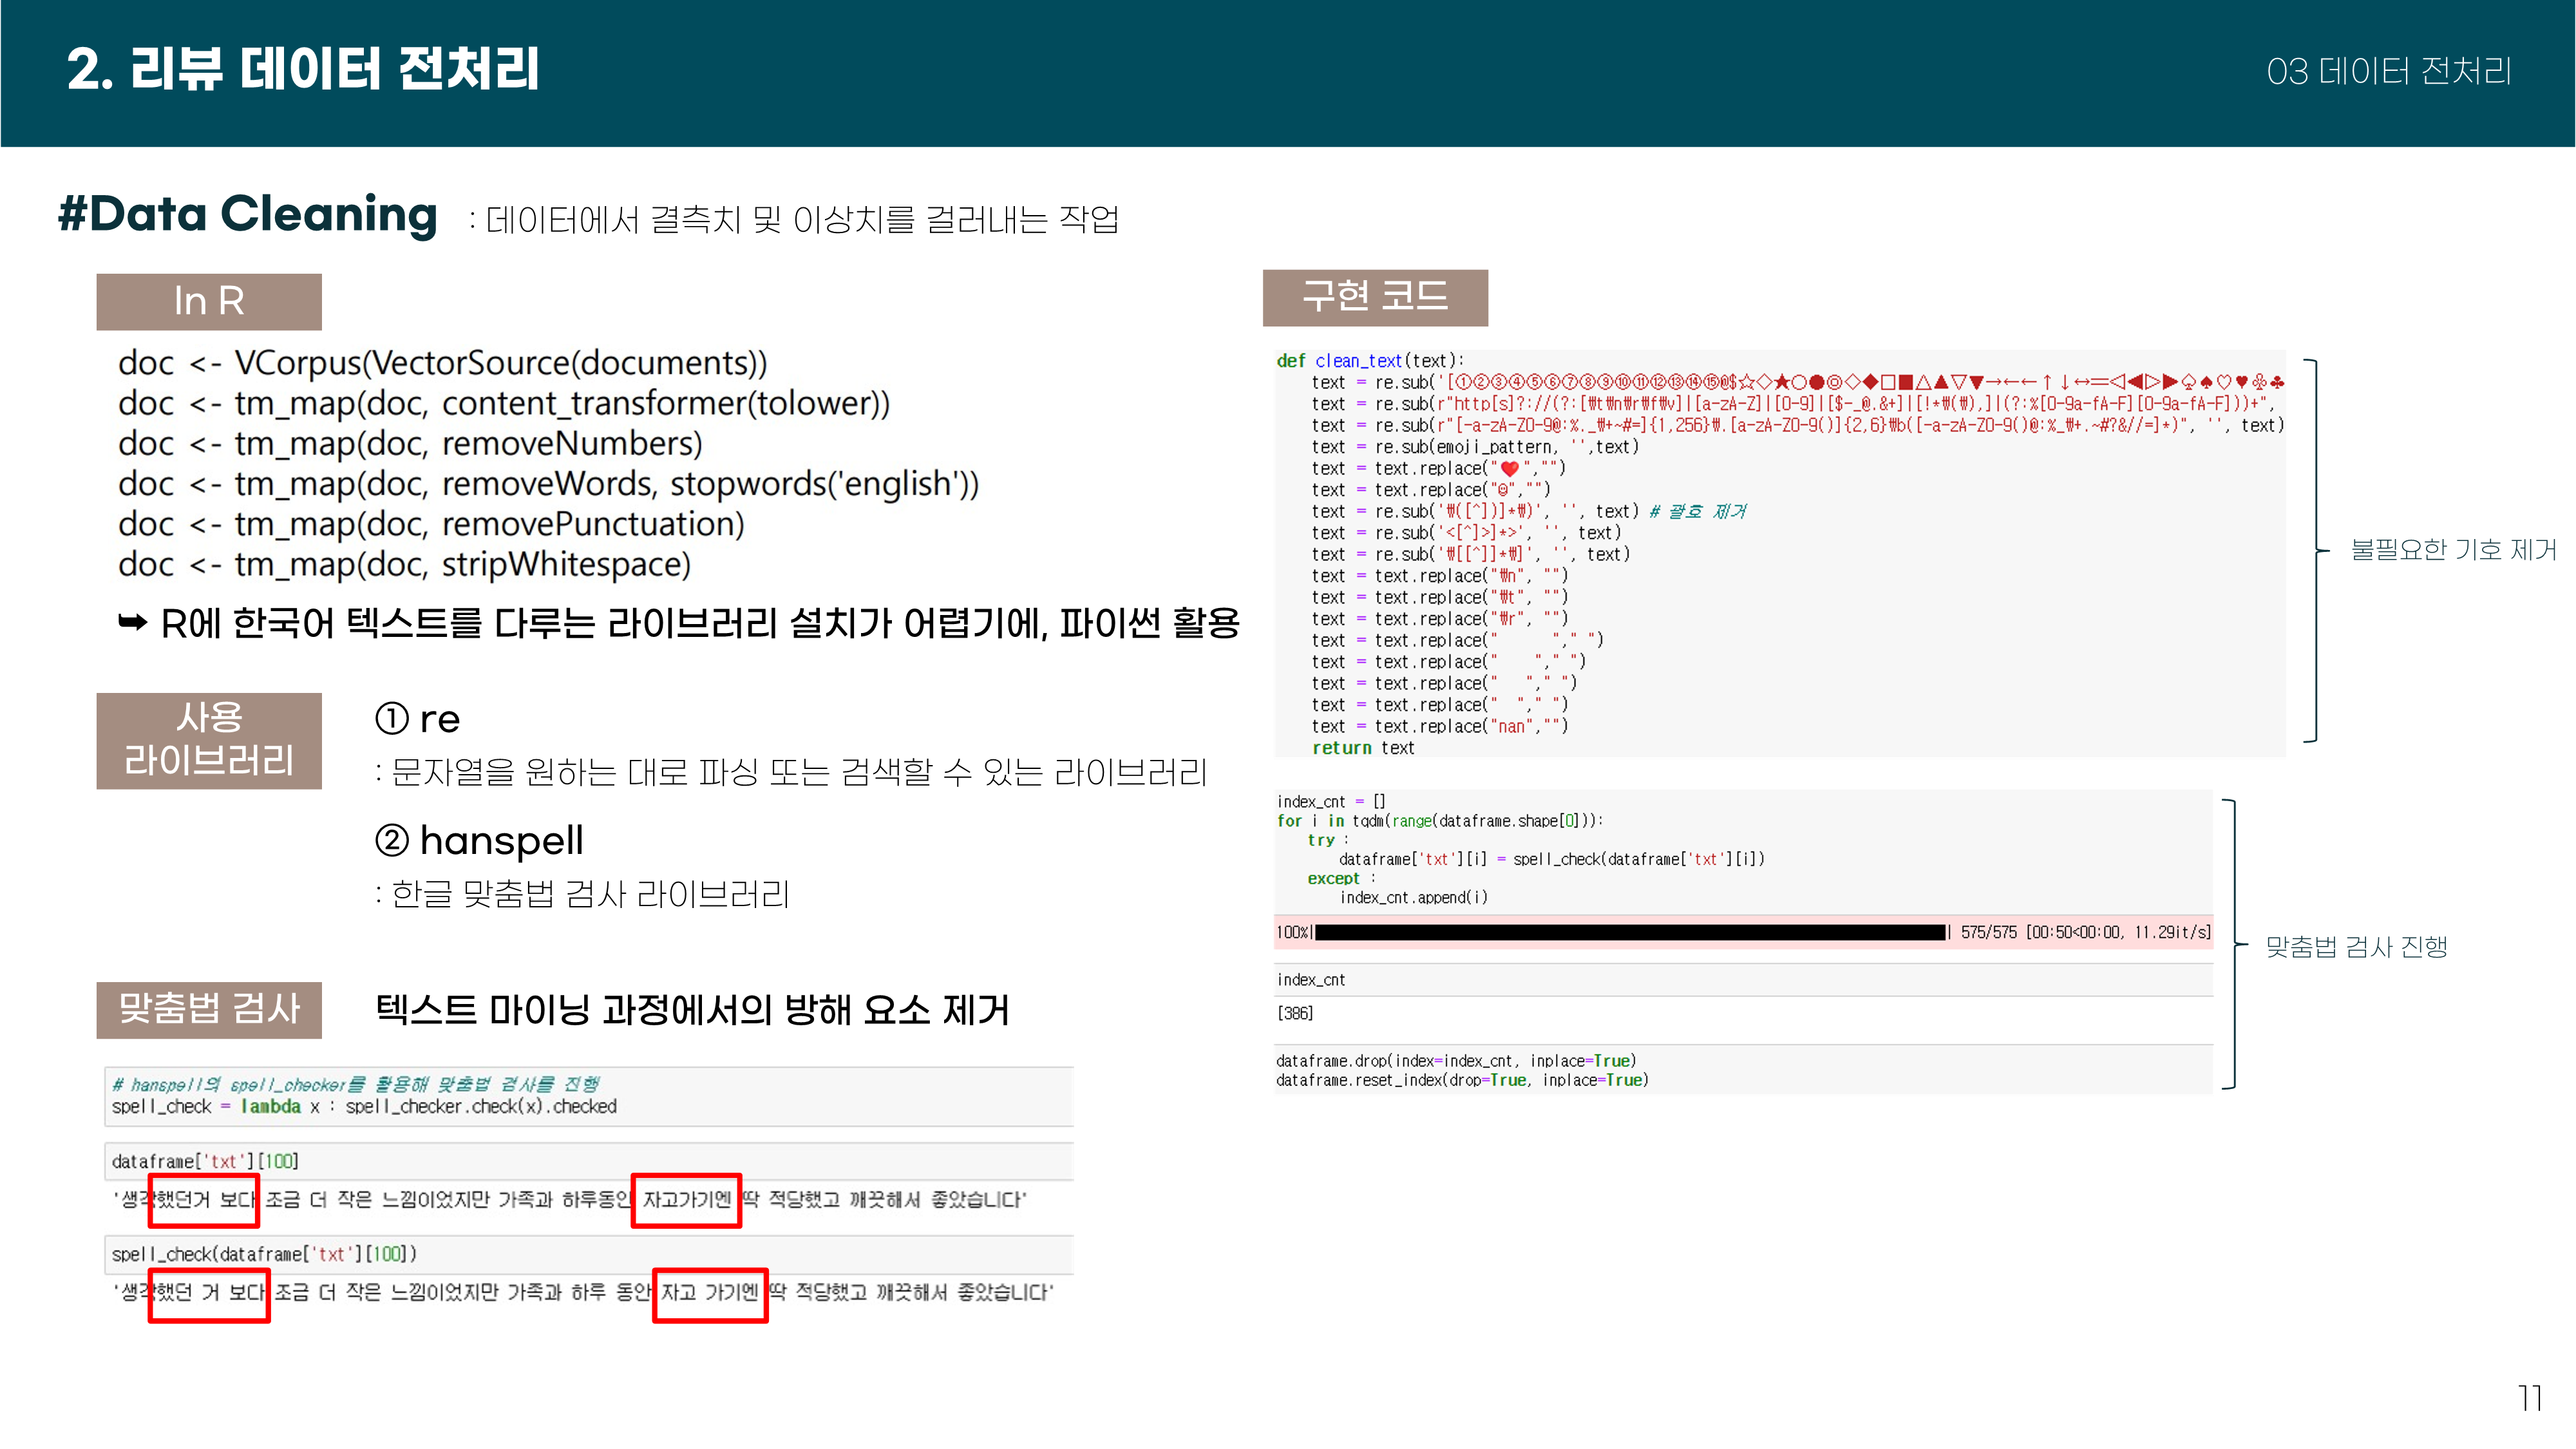 2. 리뷰 데이터 전처리
03 데이터 전처리
#Data Cleaning : 데이터에서 결측치 및 이상치를 걸러내는 작업
In R
doc <- VCorpus(VectorSource(documents))
doc <- tm_map(doc, content_transformer(tolower))
doc <- tm_map(doc, removeNumbers)
doc <- tm_map(doc, removeWords, stopwords('english'))
doc <- tm_map(doc, removePunctuation)
doc <- tm_map(doc, stripWhitespace)
➥ R에 한국어 텍스트를 다루는 라이브러리 설치가 어렵기에, 파이썬 활용
사용
라이브러리
① re
: 문자열을 원하는 대로 파싱 또는 검색할 수 있는 라이브러리
② hanspell
: 한글 맞춤법 검사 라이브러리
맞춤법 검사
텍스트 마이닝 과정에서의 방해 요소 제거
# hanspell의 spell_checker를 활용해 맞춤법 검사를 진행
spell_check = lambda x : spell_checker.check(x).checked
dataframe['txt'][100]
'생각했던거 보다 조금 더 작은 느낌이었지만 가족과 하루동안 자고가기엔 딱 적당했고 깨끗해서 좋았습니다'
spell_check(dataframe['txt'][100])
'생각했던 거 보다 조금 더 작은 느낌이었지만 가족과 하루 동안 자고 가기엔 딱 적당했고 깨끗해서 좋았습니다'
구현 코드
def clean_text(text):
text = re.sub('[①②③④⑤⑥⑦⑧⑨⑩⑪⑫⑬⑭⑮@$☆◇★○●◎◇◆□■△▲▽▼→←←↑↓↔=◁◀▷▶♤♠♡♥♧♣
text = re.sub(r"http[s]?://(?:[₩t₩n₩r₩f₩v]|[a-zA-Z]|[0-9]|[$-_@.&+]|[!*₩(₩),]|(?:%[0-9a-fA-F][0-9a-fA-F]))+",
text = re.sub(r"[-a-zA-Z0-9@:%._₩+~#=]{1,256}₩.[a-zA-Z0-9()]{2,6}₩b([-a-zA-Z0-9()@:%_₩+.~#?&//=]*)", '', text)
text = re.sub(emoji_pattern, '',text)
text = text.replace("♥","")
text = text.replace("☺","")
text = re.sub('₩([^)]*₩)', '', text) # 괄호 제거
text = re.sub('<[^]>]*>', '', text)
text = re.sub('₩[[^]]*₩]', '', text)
text = text.replace("₩n", "")
text = text.replace("₩t", "")
text = text.replace("₩r", "")
text = text.replace("      "," ")
text = text.replace("    "," ")
text = text.replace("   "," ")
text = text.replace("  "," ")
text = text.replace("nan","")
return text
불필요한 기호 제거
index_cnt = []
for i in tqdm(range(dataframe.shape[0])):
try :
dataframe['txt'][i] = spell_check(dataframe['txt'][i])
except :
index_cnt.append(i)
100%|██████████| 575/575 [00:50<00:00, 11.29it/s]
index_cnt
[386]
dataframe.drop(index=index_cnt, inplace=True)
dataframe.reset_index(drop=True, inplace=True)
맞춤법 검사 진행
11